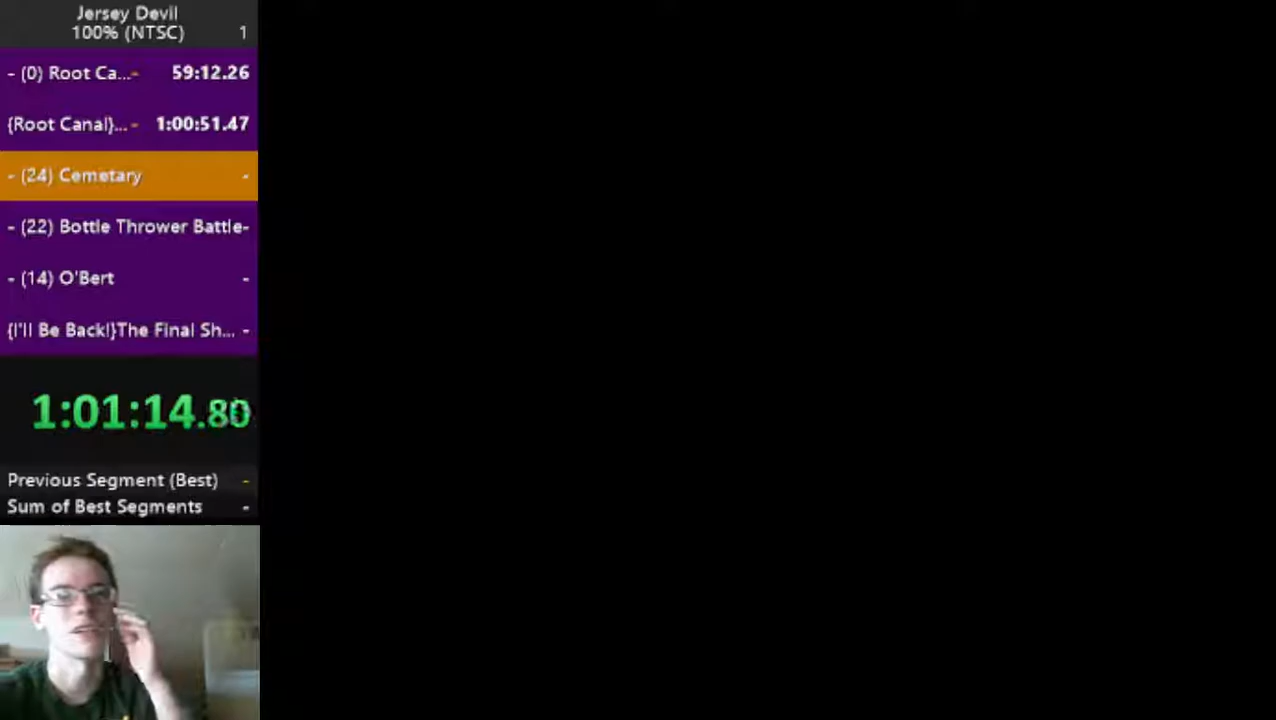 Jersey Devil
100% (NTSC) 1
- (0) Root Ca... - 59:12.26
{Root Canal}... - 1:00:51.47
- (24) Cemetary -
- (22) Bottle Thrower Battle -
- (14) O'Bert -
{I'll Be Back!}The Final Sh... -
1:01:14.80
Previous Segment (Best) -
Sum of Best Segments -